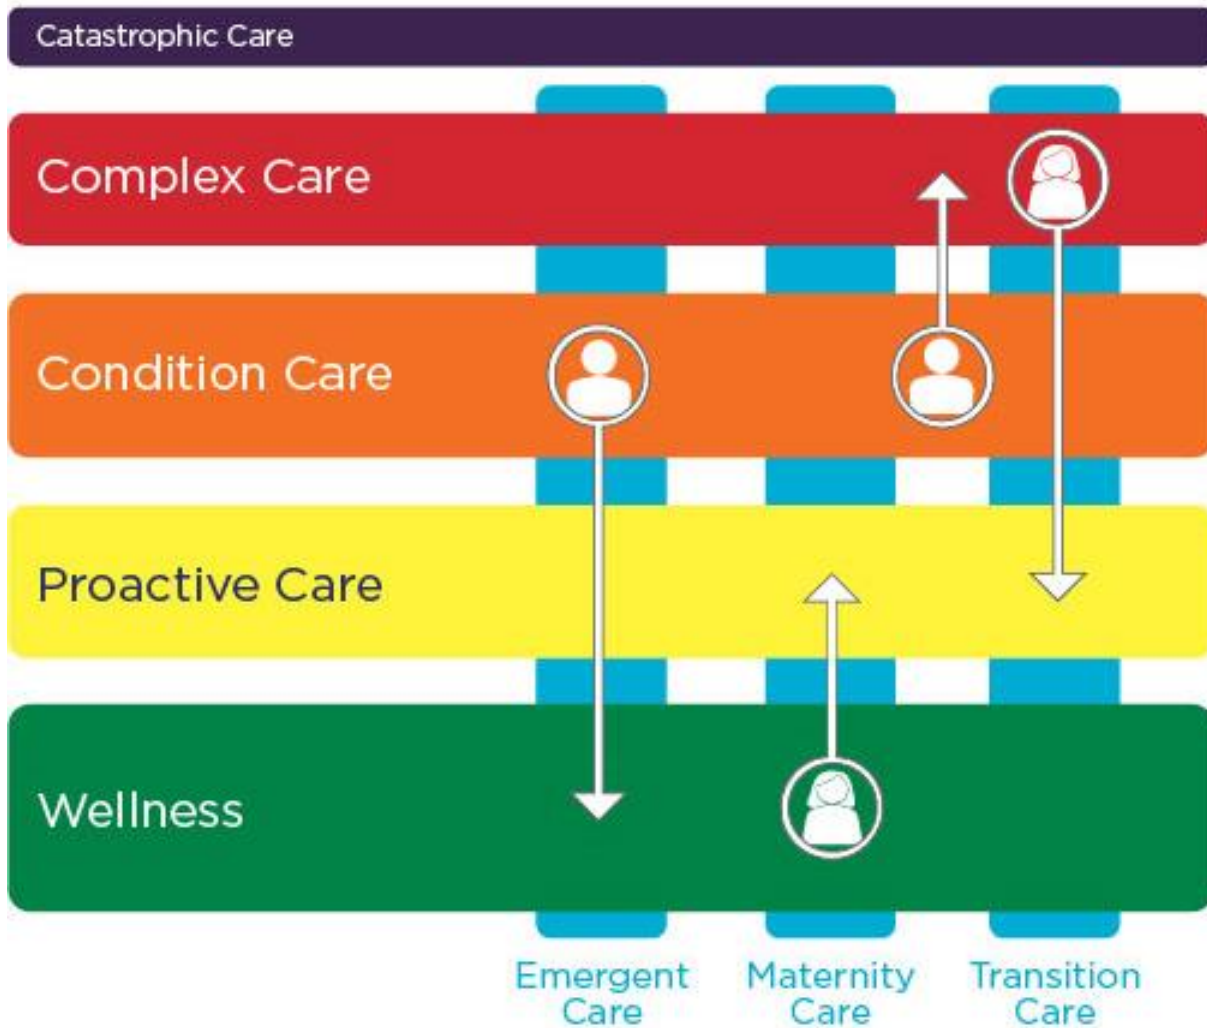 Catastrophic Care
Complex Care
Condition Care
Proactive Care
Wellness
Emergent
Care
Maternity
Care
Transition
Care